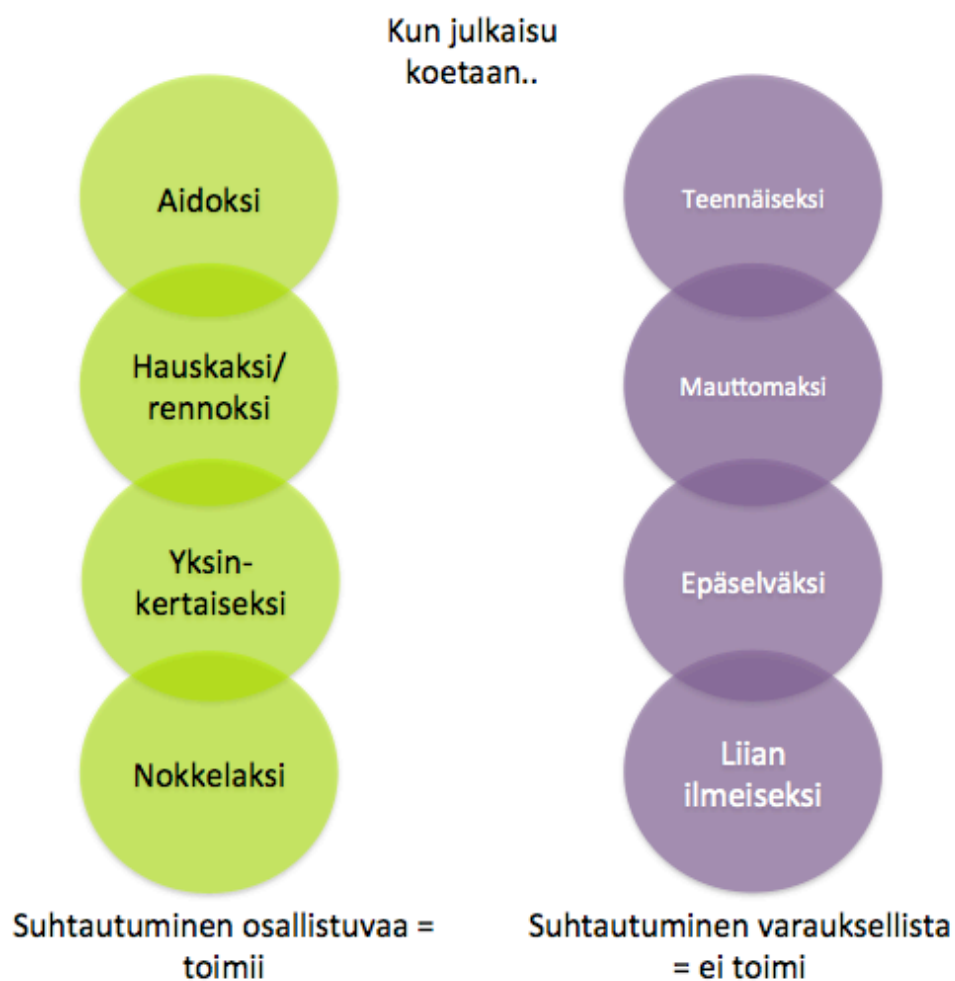 Kun julkaisu
koetaan..
Aidoksi
Hauskaksi/
rennoksi
Yksin-
kertaiseksi
Nokkelaksi
Suhtautuminen osallistuvaa =
toimii
Teennäiseksi
Mauttomaksi
Epäselväksi
Liian
ilmeiseksi
Suhtautuminen varauksellista
= ei toimi